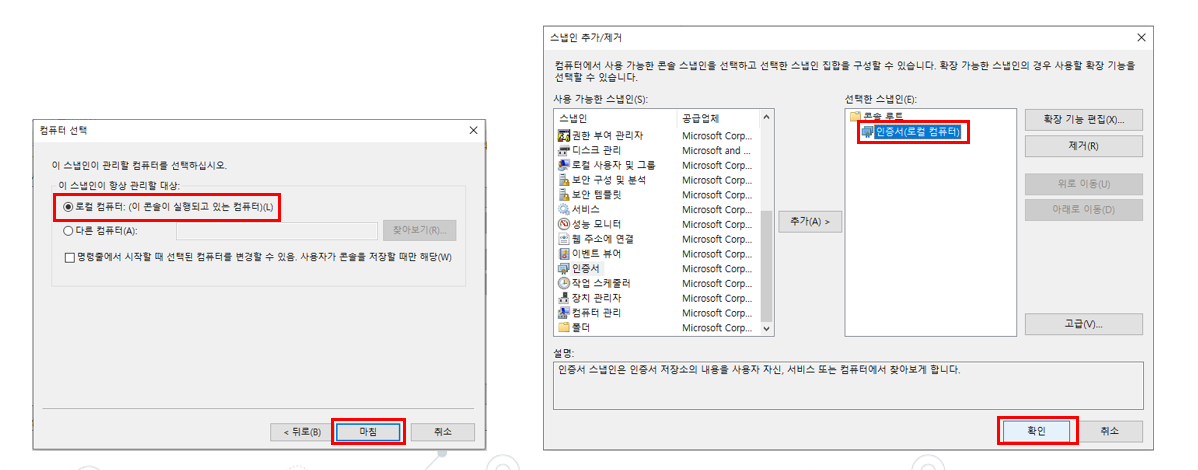 컴퓨터 선택
이 스냅인이 관리할 컴퓨터를 선택하십시오.
이 스냅인이 항상 관리할 대상:
로컬 컴퓨터: (이 콘솔이 실행되고 있는 컴퓨터)(L)
다른 컴퓨터(A):
찾아보기(R)...
명령줄에서 시작할 때 선택된 컴퓨터를 변경할 수 있음. 사용자가 콘솔을 저장할 때만 해당(W)
< 뒤로(B)
마침
취소
스냅인 추가/제거
컴퓨터에서 사용 가능한 콘솔 스냅인을 선택하고 선택한 스냅인 집합을 구성할 수 있습니다. 확장 가능한 스냅인의 경우 사용할 확장 기능을
선택할 수 있습니다.
사용 가능한 스냅인(S):
스냅인 공급업체
권한 부여 관리자 Microsoft Corp...
디스크 관리 Microsoft and ...
로컬 사용자 및 그룹 Microsoft Corp...
보안 구성 및 분석 Microsoft Corp...
보안 템플릿 Microsoft Corp...
서비스 Microsoft Corp...
성능 모니터 Microsoft Corp...
웹 주소에 연결 Microsoft Corp...
이벤트 뷰어 Microsoft Corp...
인증서 Microsoft Corp...
작업 스케줄러 Microsoft Corp...
장치 관리자 Microsoft Corp...
컴퓨터 관리 Microsoft Corp...
폴더 Microsoft Corp...
추가(A) >
선택한 스냅인(E):
콘솔 루트
인증서(로컬 컴퓨터)
확장 기능 편집(X)...
제거(R)
위로 이동(U)
아래로 이동(D)
고급(V)...
설명:
인증서 스냅인은 인증서 저장소의 내용을 사용자 자신, 서비스 또는 컴퓨터에서 찾아보게 합니다.
확인
취소